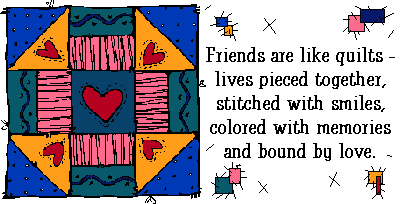 Friends are like quilts -
lives pieced together,
stitched with smiles,
colored with memories
and bound by love.